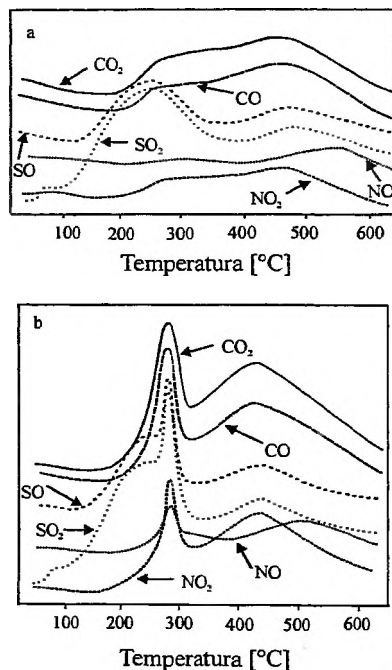 a
CO₂
CO
SO
SO₂
NO
NO₂
100 200 300 400 500 600
Temperatura [°C]
b
CO₂
CO
SO
SO₂
NO
NO₂
100 200 300 400 500 600
Temperatura [°C]